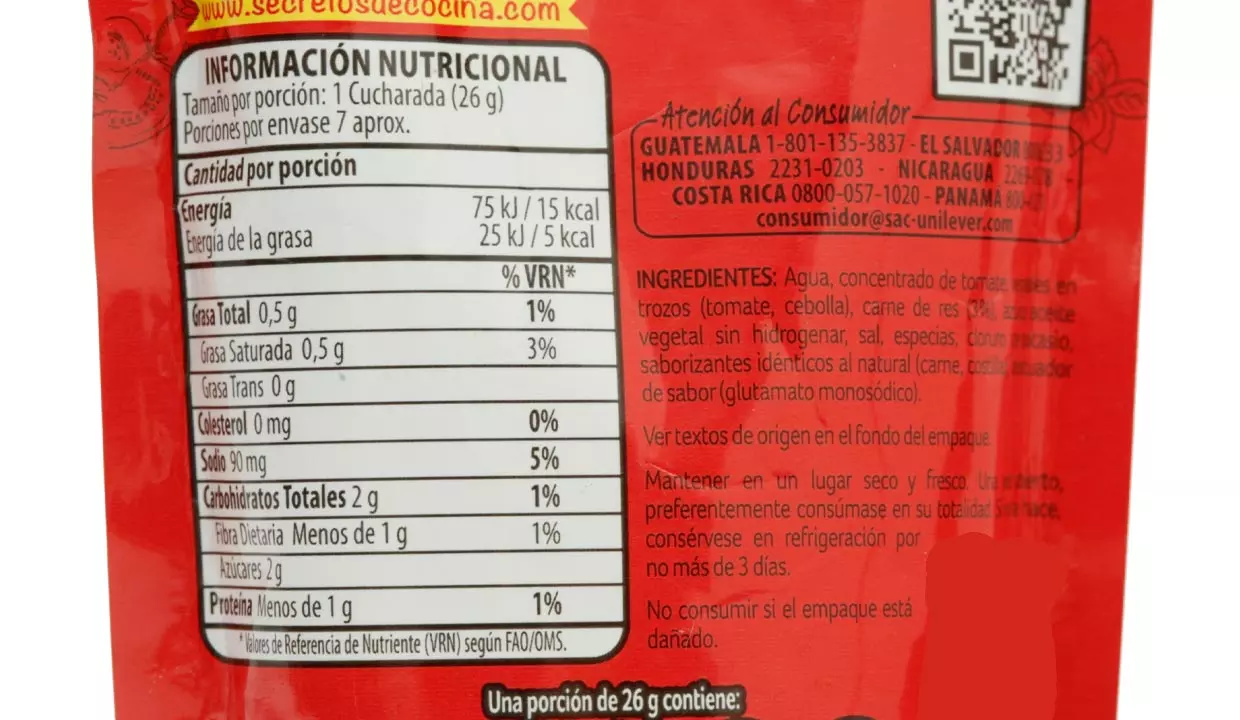 www.secretosdecocina.com
INFORMACIÓN NUTRICIONAL
Tamaño por porción: 1 Cucharada (26 g)
Porciones por envase 7 aprox.
Cantidad por porción
Energía 75 kJ / 15 kcal
Energía de la grasa 25 kJ / 5 kcal
% VRN*
Grasa Total 0,5 g 1%
Grasa Saturada 0,5 g 3%
Grasa Trans 0 g
Colesterol 0 mg 0%
Sodio 90 mg 5%
Carbohidratos Totales 2 g 1%
Fibra Dietaria Menos de 1 g 1%
Azúcares 2 g
Proteína Menos de 1 g 1%
* Valores de Referencia de Nutriente (VRN) según FAO/OMS.
Atención al Consumidor
GUATEMALA 1-801-135-3837 - EL SALVADOR
HONDURAS 2231-0203 - NICARAGUA
COSTA RICA 0800-057-1020 - PANAMÁ
consumidor@sac-unilever.com
INGREDIENTES: Agua, concentrado de tomate, en
trozos (tomate, cebolla), carne de res (3%),
vegetal sin hidrogenar, sal, especias,
saborizantes idénticos al natural (carne,
de sabor (glutamato monosódico).
Ver textos de origen en el fondo del empaque.
Mantener en un lugar seco y fresco. Una
preferentemente consúmase en su totalidad
consérvese en refrigeración por
no más de 3 días.
No consumir si el empaque está
dañado.
Una porción de 26 g contiene: